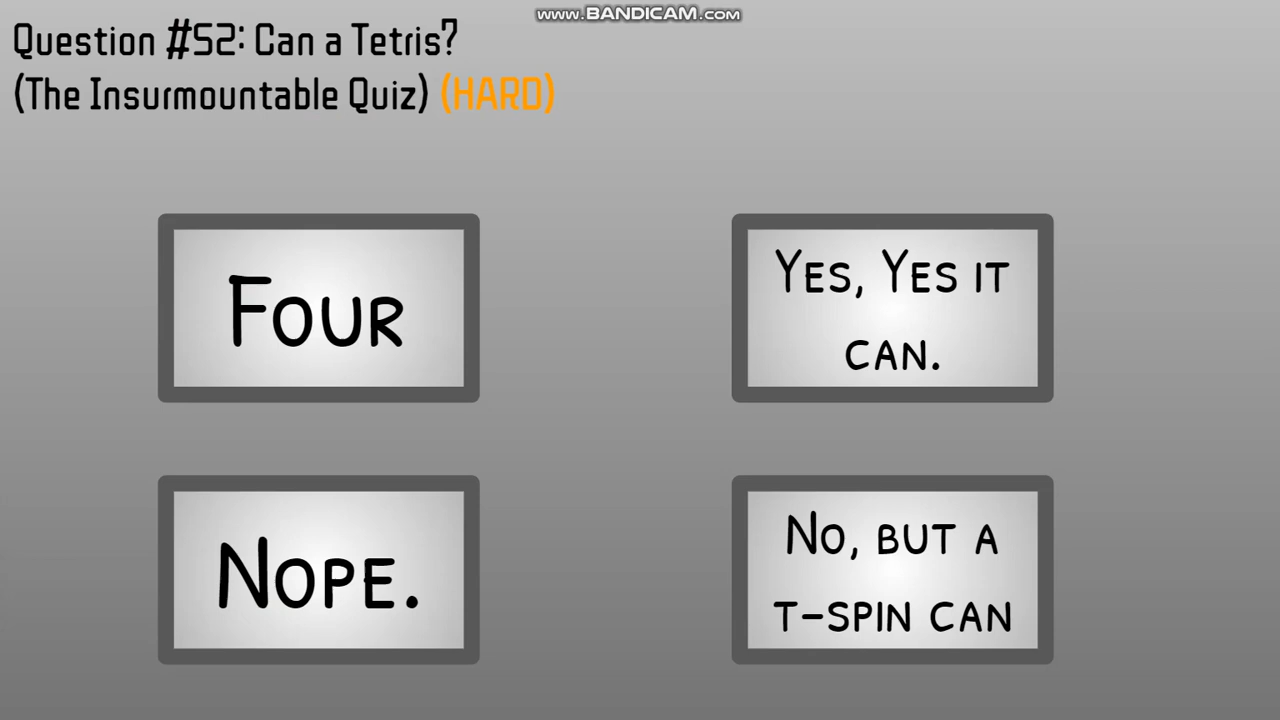 www.BANDICAM.com
Question #52: Can a Tetris?
(The Insurmountable Quiz) (HARD)
Four
Yes, Yes it
can.
Nope.
No, but a
t-spin can